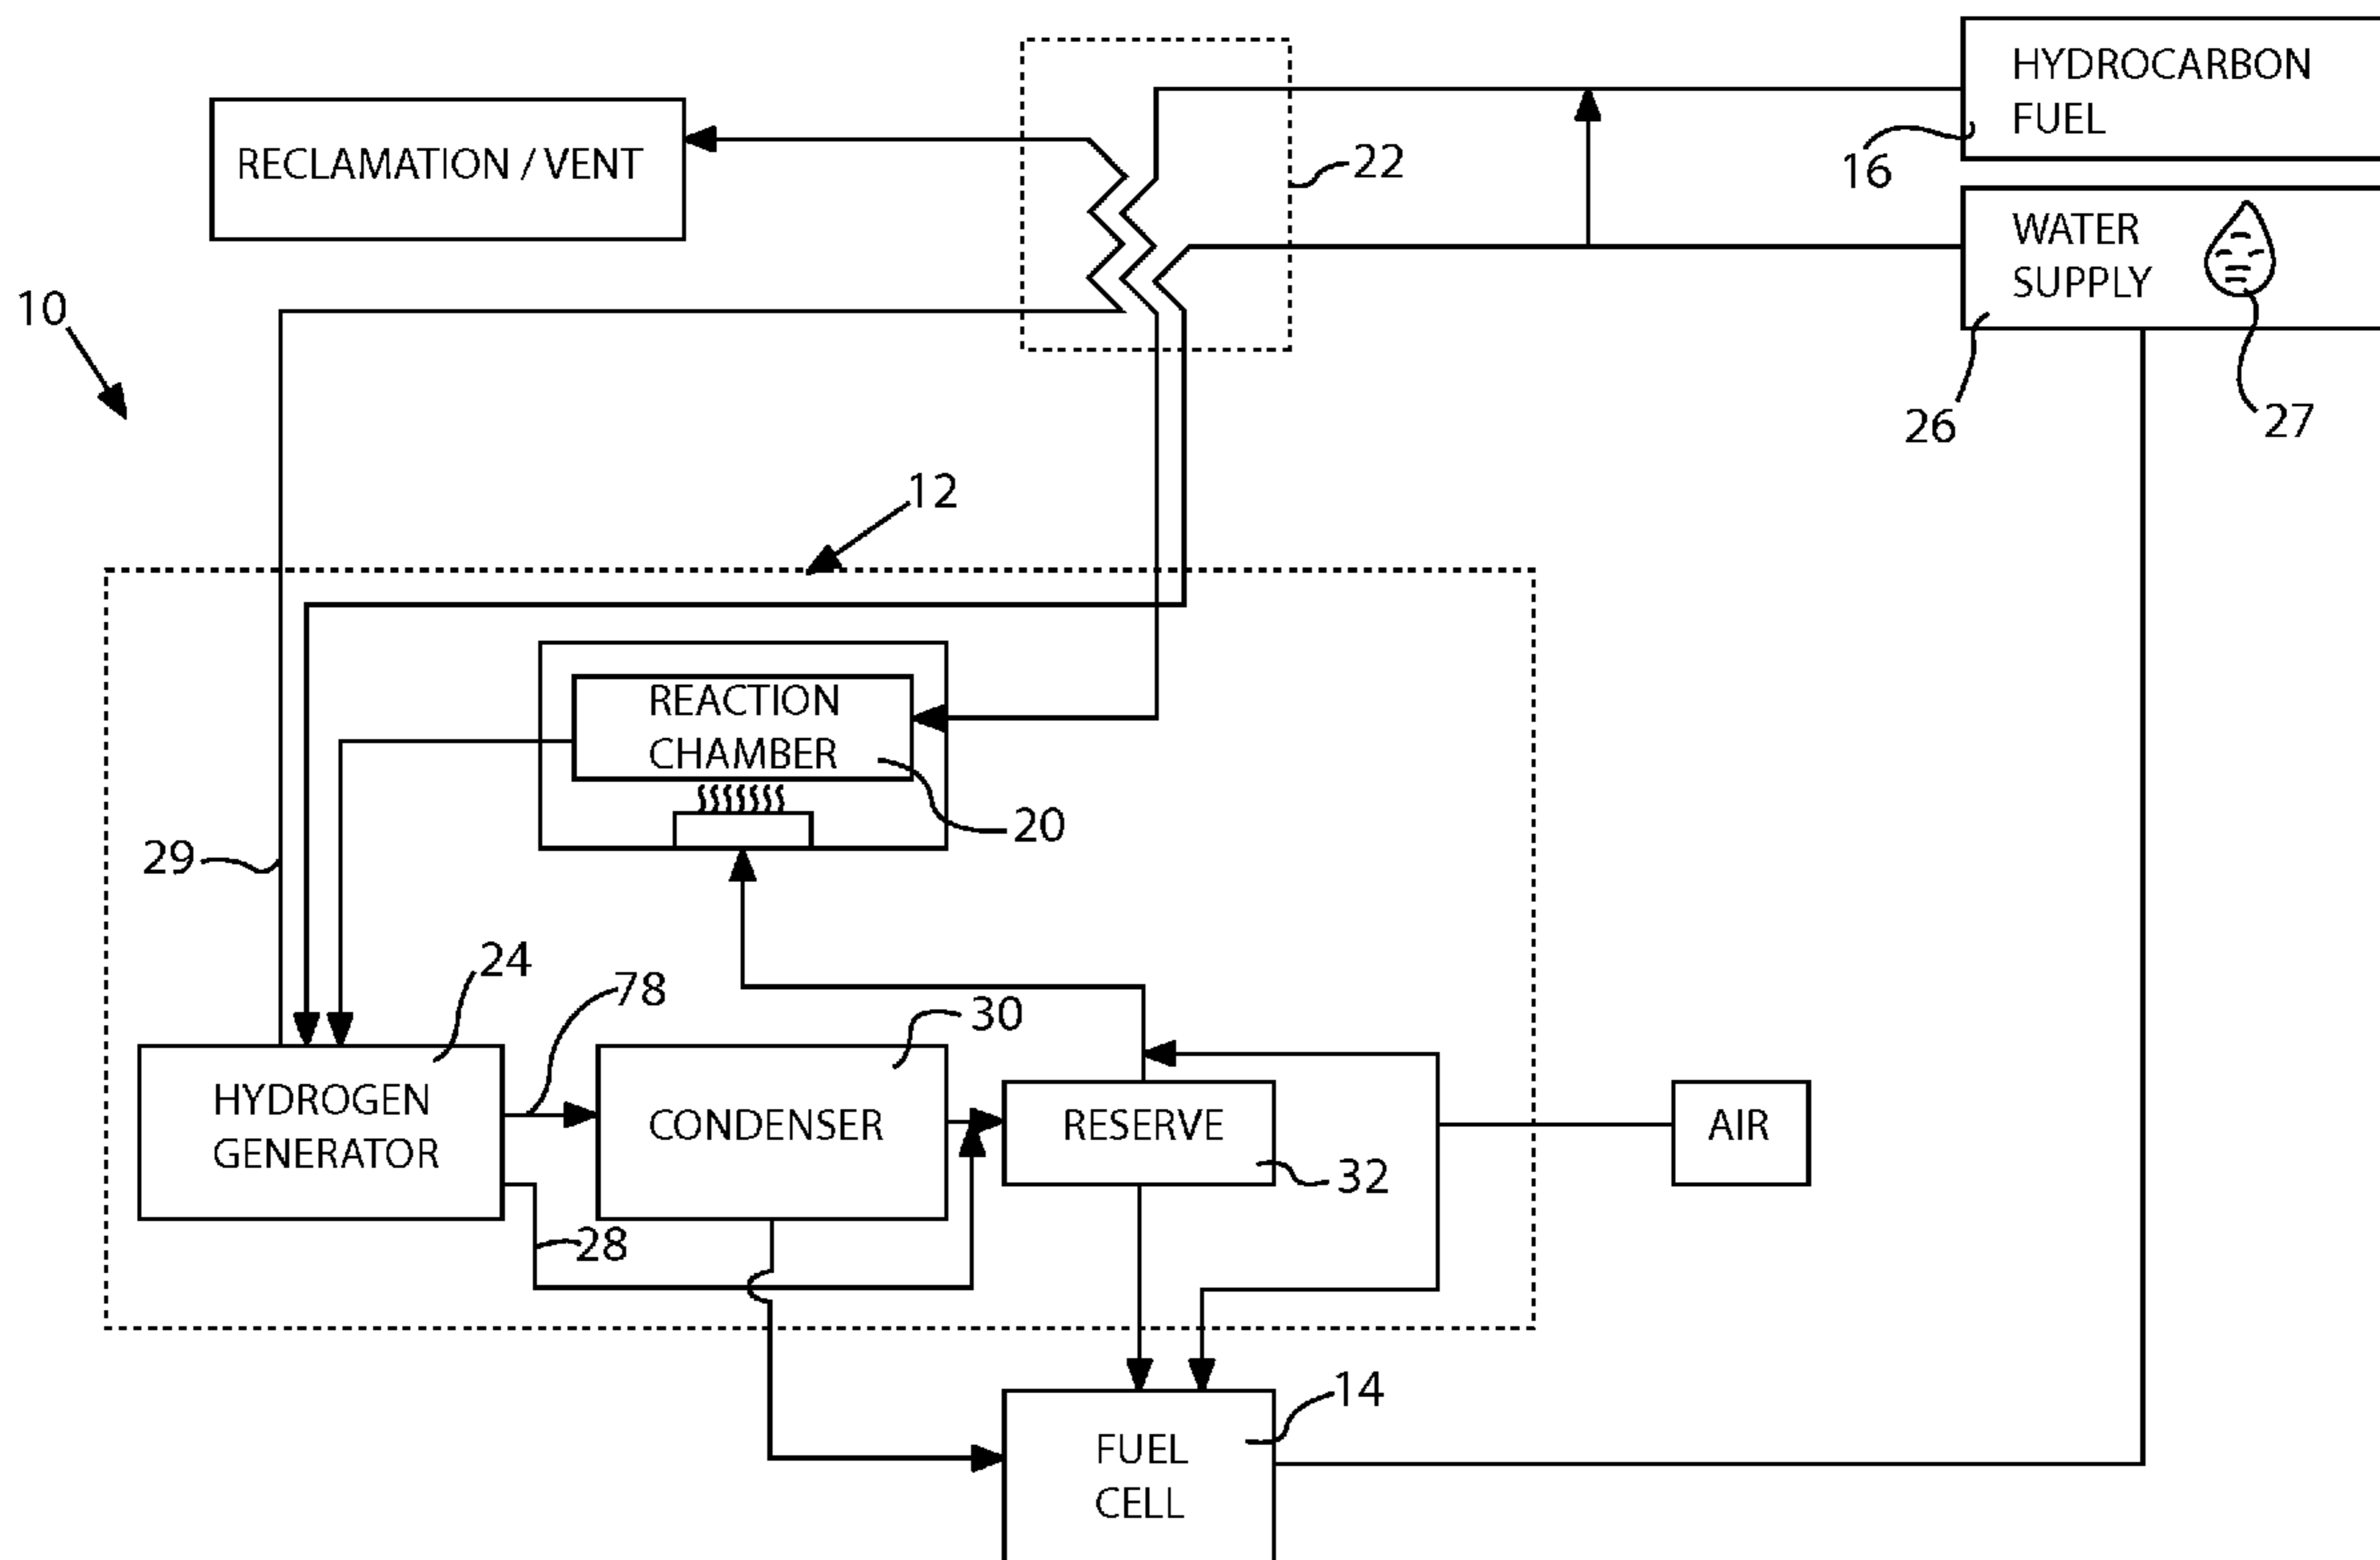 HYDROCARBON
FUEL
16
RECLAMATION / VENT
22
WATER
SUPPLY
26
27
10
12
REACTION
CHAMBER
20
29
24
78
30
HYDROGEN
GENERATOR
CONDENSER
RESERVE
32
AIR
28
14
FUEL
CELL